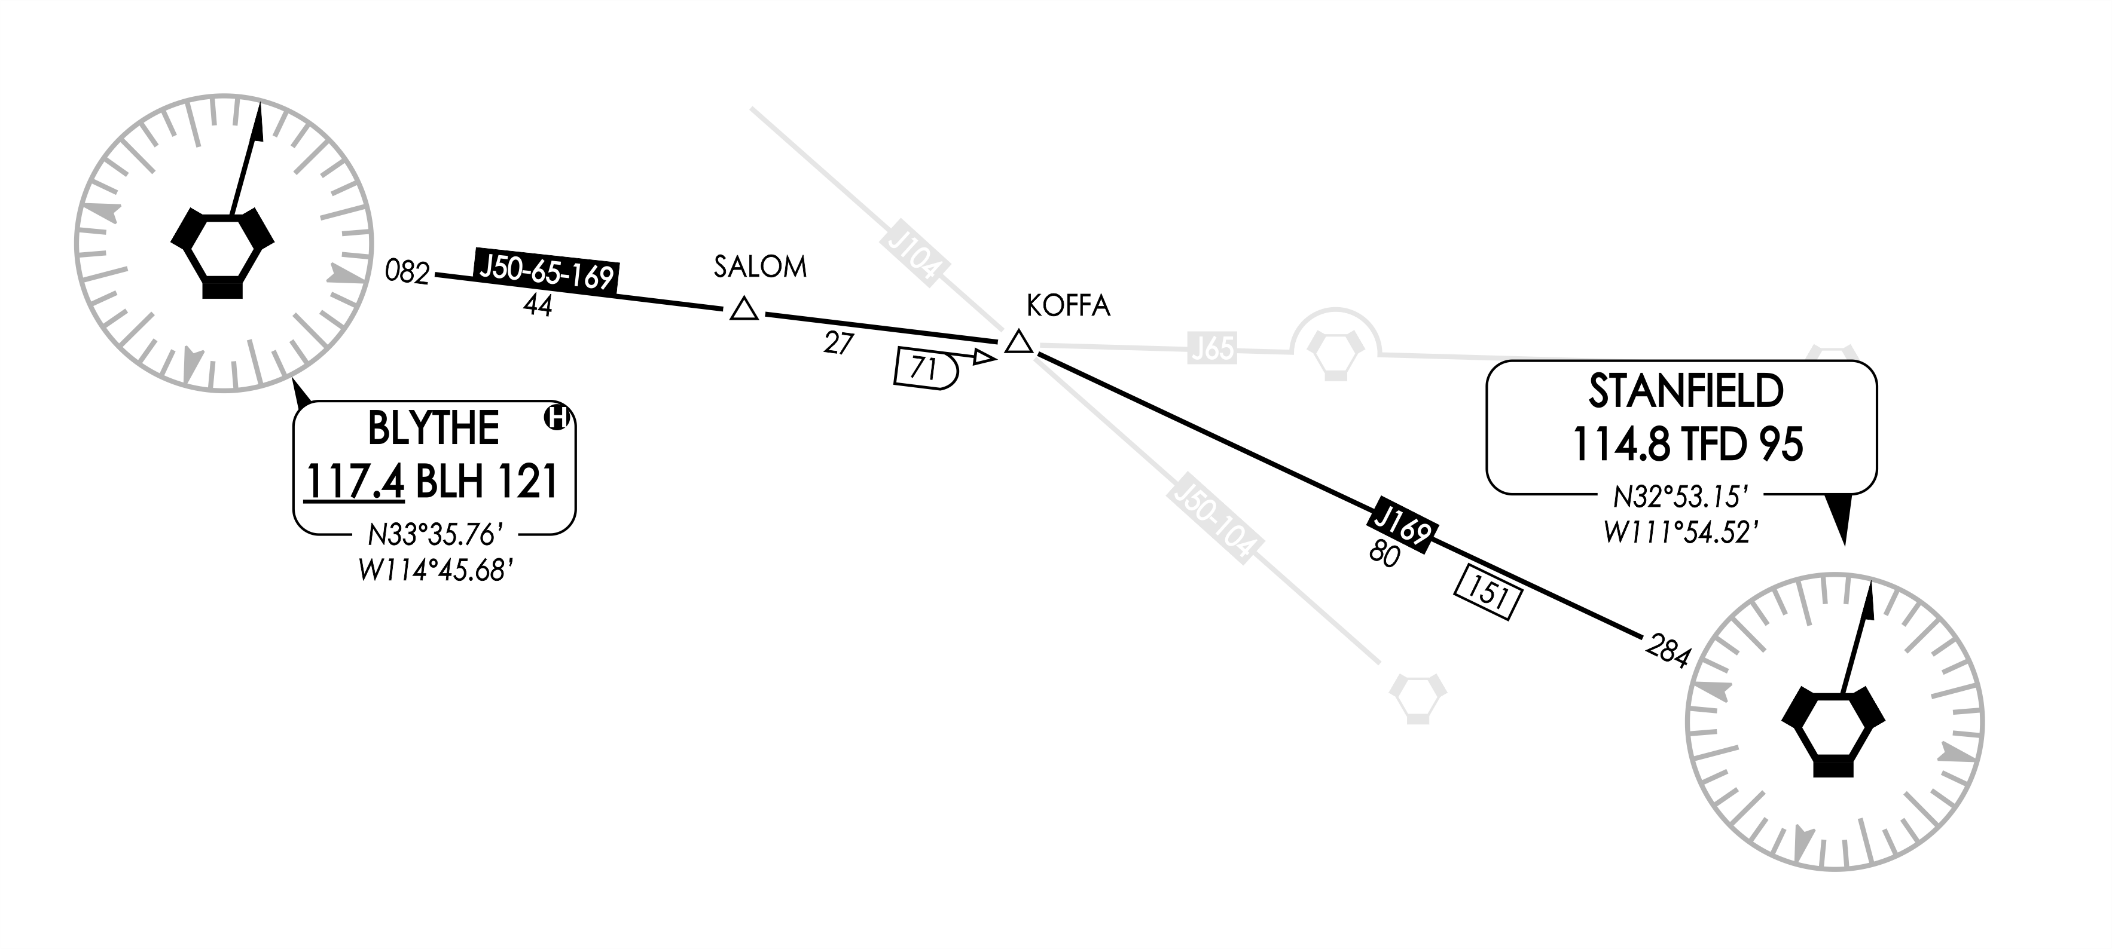 082
J50-65-169
44
SALOM
27
71
KOFFA
J104
J65
J50-104
J169
80
151
284
BLYTHE
H
117.4 BLH 121
N33°35.76’
W114°45.68’
STANFIELD
114.8 TFD 95
N32°53.15’
W111°54.52’